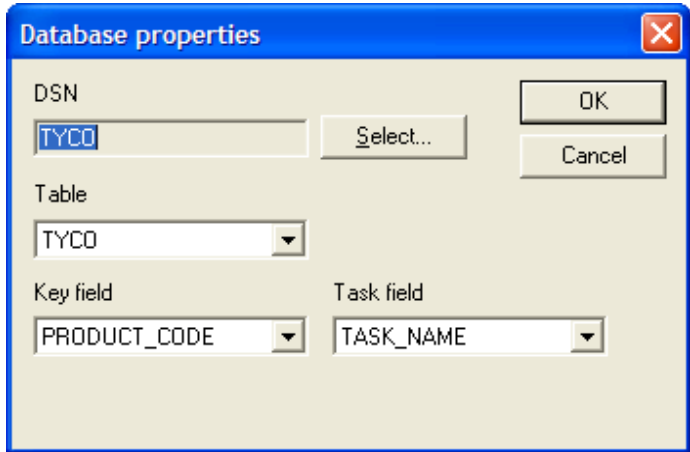 Database properties
DSN
OK
TYCO
Select...
Cancel
Table
TYCO
Key field
Task field
PRODUCT_CODE
TASK_NAME